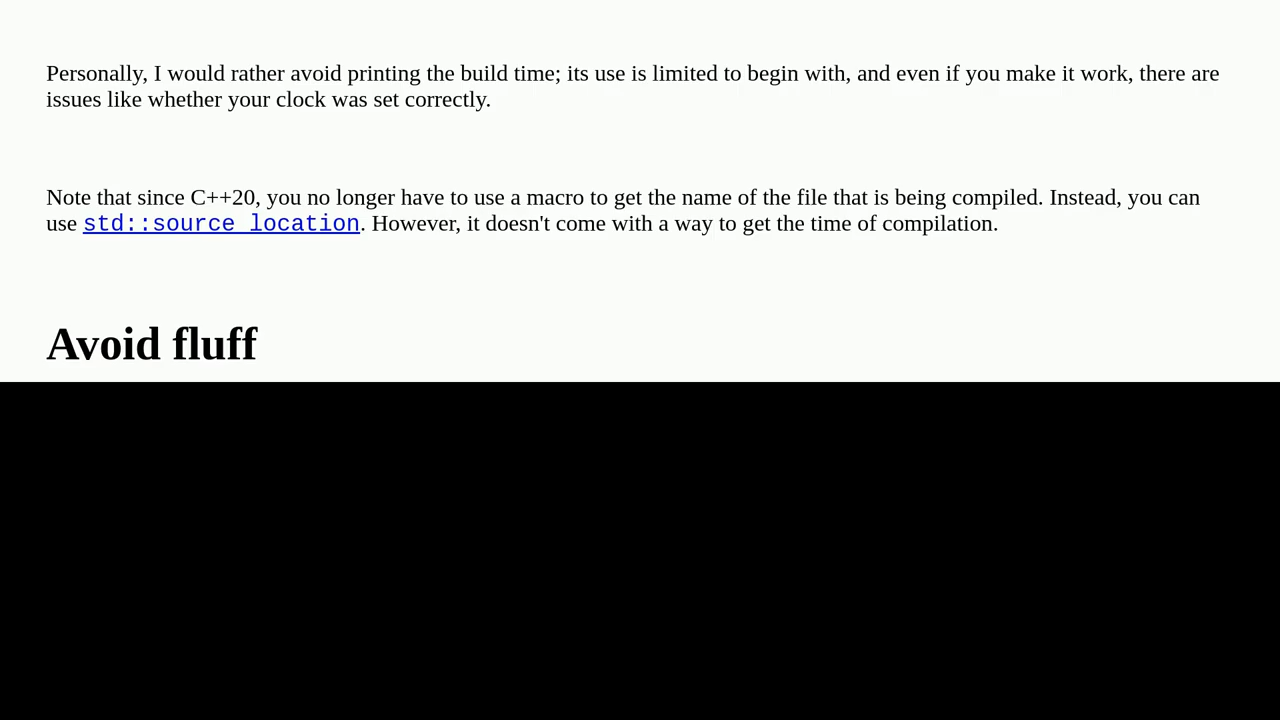 Personally, I would rather avoid printing the build time; its use is limited to begin with, and even if you make it work, there are
issues like whether your clock was set correctly.
Note that since C++20, you no longer have to use a macro to get the name of the file that is being compiled. Instead, you can
use std::source_location. However, it doesn't come with a way to get the time of compilation.
Avoid fluff